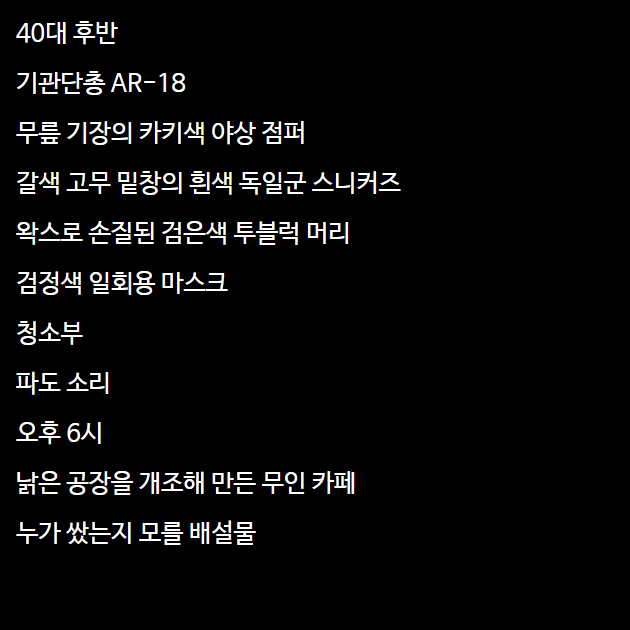 40대 후반
기관단총 AR-18
무릎 기장의 카키색 야상 점퍼
갈색 고무 밑창의 흰색 독일군 스니커즈
왁스로 손질된 검은색 투블럭 머리
검정색 일회용 마스크
청소부
파도 소리
오후 6시
낡은 공장을 개조해 만든 무인 카페
누가 쌌는지 모를 배설물